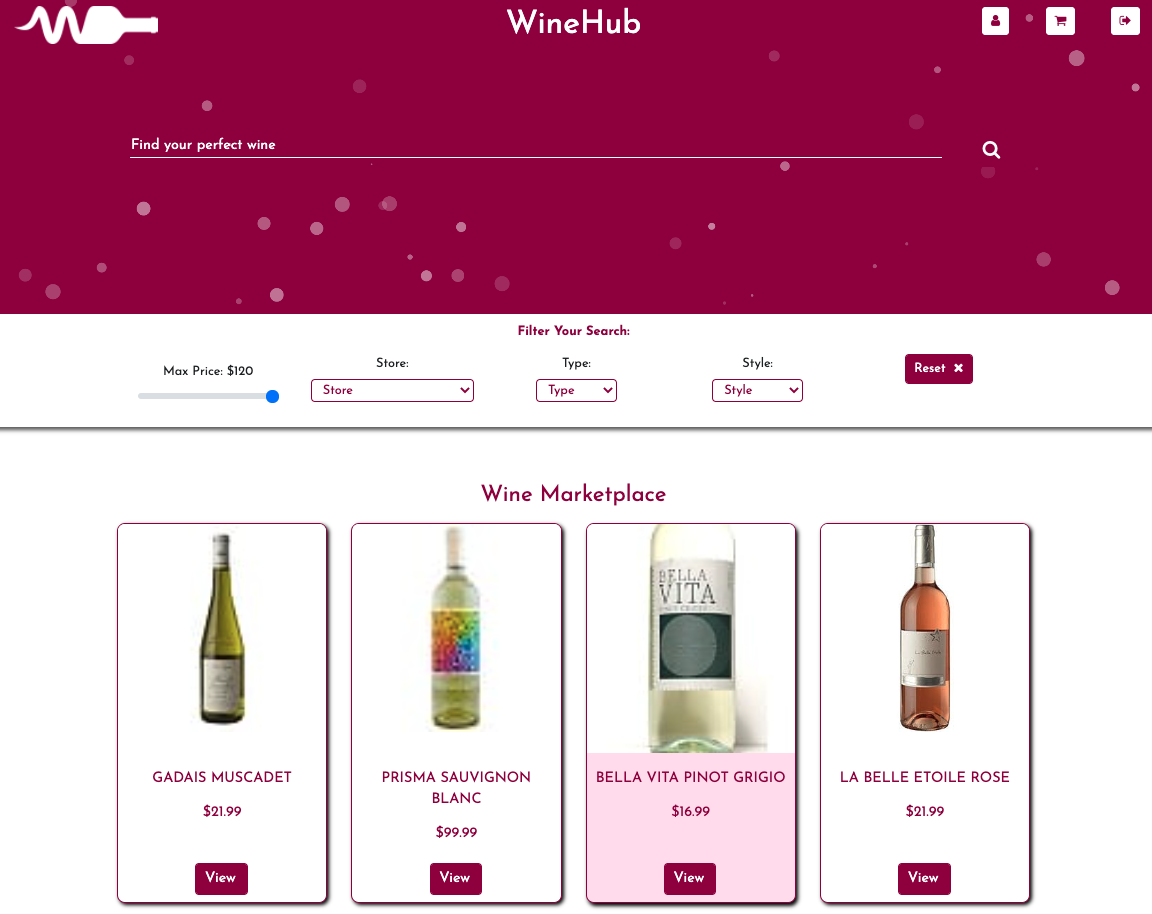 WineHub
Find your perfect wine
Filter Your Search:
Max Price: $120
Store:
Type:
Style:
Store
Type
Style
Reset ✖
Wine Marketplace
BELLA
VITA
GADAIS MUSCADET
$21.99
PRISMA SAUVIGNON
BLANC
$99.99
BELLA VITA PINOT GRIGIO
$16.99
LA BELLE ETOILE ROSE
$21.99
View
View
View
View